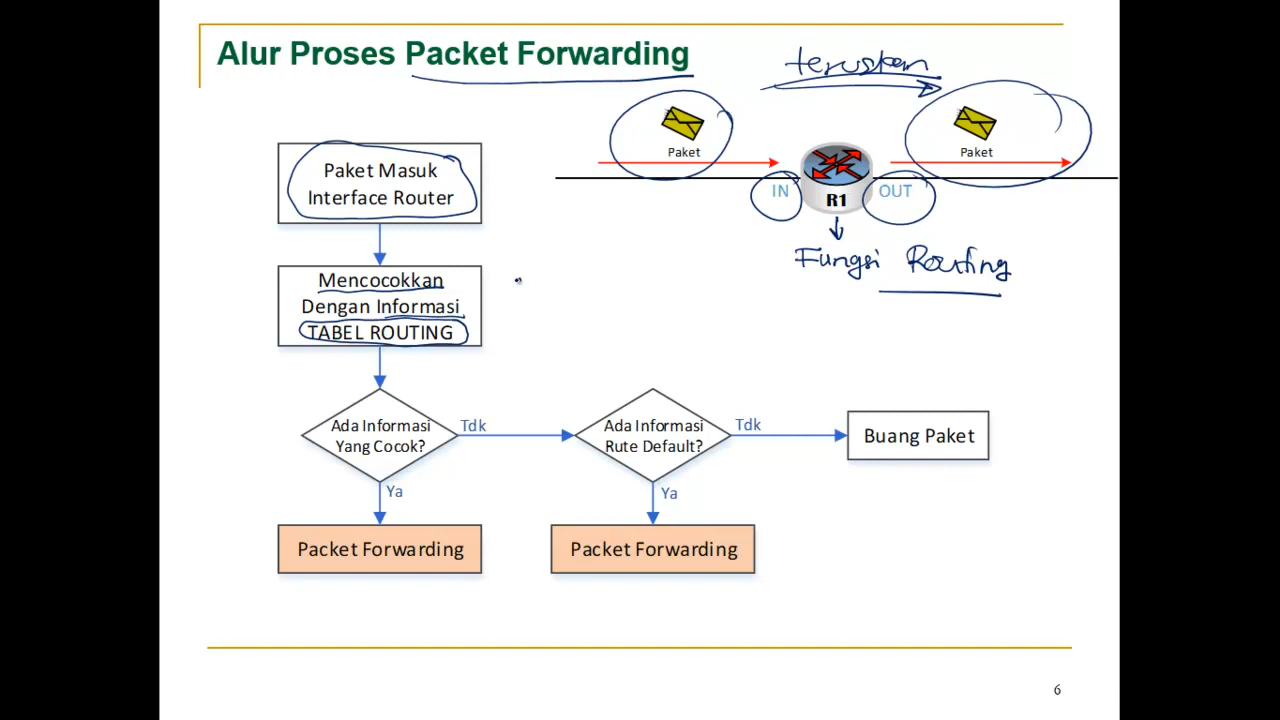 Alur Proses Packet Forwarding
teruskan
Paket
Paket
IN
R1
OUT
Fungsi Routing
Paket Masuk
Interface Router
Mencocokkan
Dengan Informasi
TABEL ROUTING
Ada Informasi
Yang Cocok?
Tdk
Ada Informasi
Rute Default?
Tdk
Buang Paket
Ya
Ya
Packet Forwarding
Packet Forwarding
6